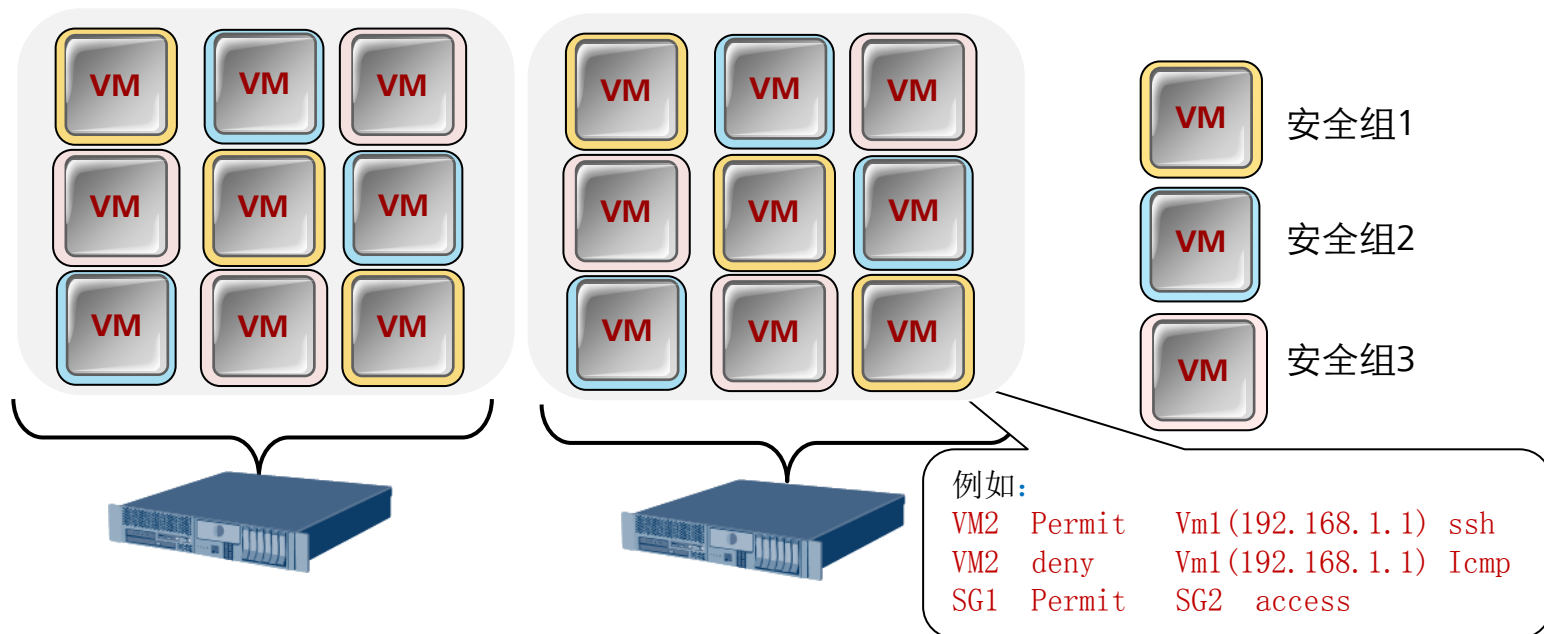 VM VM VM VM VM VM VM
安全组1
VM VM VM VM VM VM VM
安全组2
VM VM VM VM VM VM VM
安全组3
例如:
VM2 Permit Vm1(192.168.1.1) ssh
VM2 deny Vm1(192.168.1.1) Icmp
SG1 Permit SG2 access